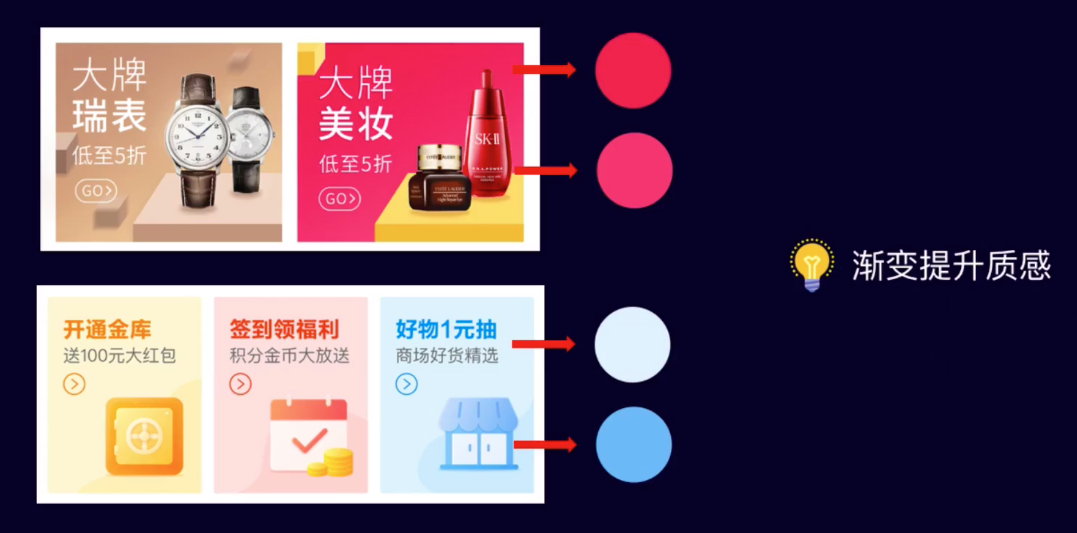 大牌
瑞表
低至5折
GO>
大牌
美妆
低至5折
GO>
SK-II
渐变提升质感
开通金库
送100元大红包
签到领福利
积分金币大放送
好物1元抽
商场好货精选